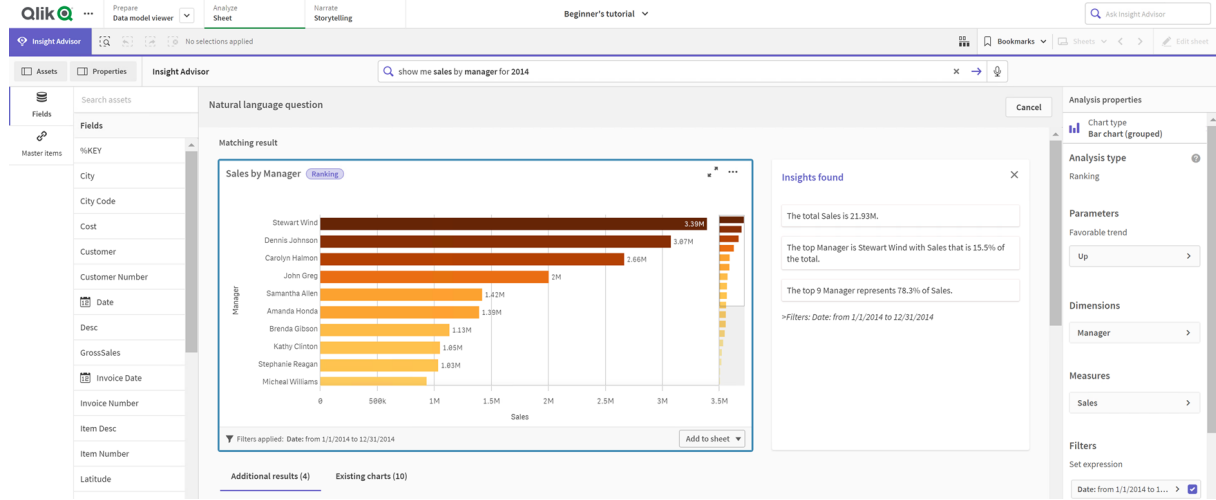 Qlik
Prepare
Data model viewer
Analyze
Sheet
Narrate
Storytelling
Beginner's tutorial
Ask Insight Advisor
Insight Advisor
No selections applied
Bookmarks
Sheets
Edit sheet
Assets
Properties
Insight Advisor
show me sales by manager for 2014
Fields
Master items
Search assets
Fields
%KEY
City
City Code
Cost
Customer
Customer Number
Date
Desc
GrossSales
Invoice Date
Invoice Number
Item Desc
Item Number
Latitude
Natural language question
Cancel
Matching result
Sales by Manager
Ranking
Manager
Stewart Wind
3.39M
Dennis Johnson
3.07M
Carolyn Halmon
2.66M
John Greg
2M
Samantha Allen
1.42M
Amanda Honda
1.39M
Brenda Gibson
1.13M
Kathy Clinton
1.05M
Stephanie Reagan
1.03M
Micheal Williams
0 500k 1M 1.5M 2M 2.5M 3M 3.5M
Sales
Filters applied: Date: from 1/1/2014 to 12/31/2014
Add to sheet
Additional results (4)
Existing charts (10)
Insights found
The total Sales is 21.93M.
The top Manager is Stewart Wind with Sales that is 15.5% of
the total.
The top 9 Manager represents 78.3% of Sales.
>Filters: Date: from 1/1/2014 to 12/31/2014
Analysis properties
Chart type
Bar chart (grouped)
Analysis type
Ranking
Parameters
Favorable trend
Up
Dimensions
Manager
Measures
Sales
Filters
Set expression
Date: from 1/1/2014 to 1...